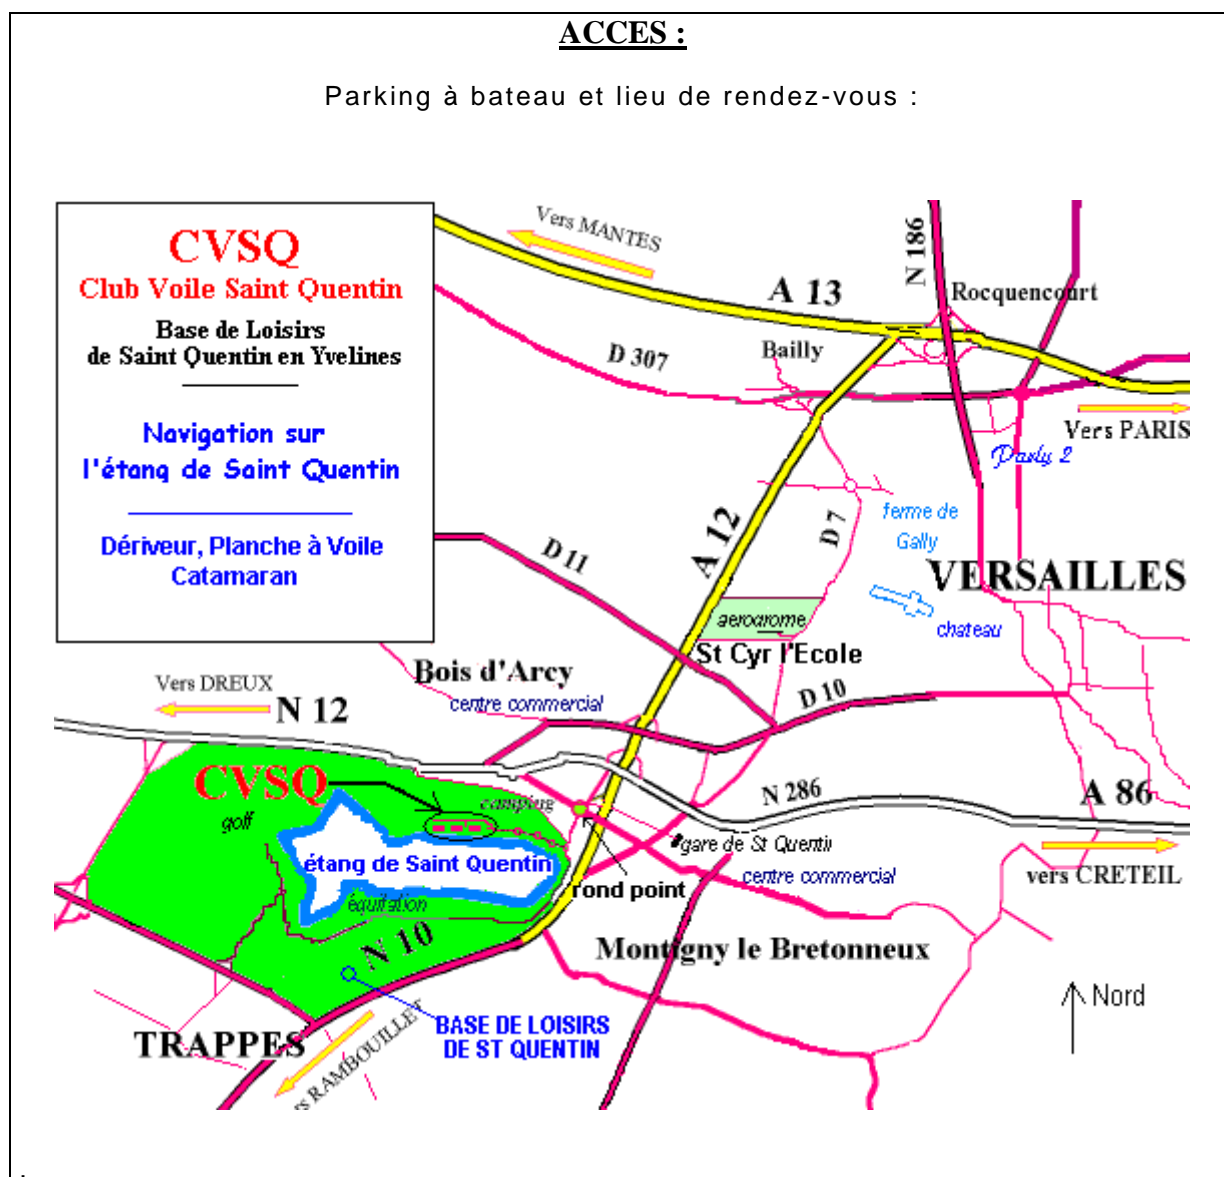 ACCES :
Parking à bateau et lieu de rendez-vous :
CVSQ
Club Voile Saint Quentin
Base de Loisirs
de Saint Quentin en Yvelines
Navigation sur
l'étang de Saint Quentin
Dériveur, Planche à Voile
Catamaran
Vers MANTES
A 13
N 186
Rocquencourt
Bailly
D 307
Vers PARIS
Parly 2
ferme de
Gally
A 12
D 7
D 11
VERSAILLES
chateau
aerodrome
St Cyr l'Ecole
Bois d'Arcy
centre commercial
D 10
Vers DREUX
N 12
CVSQ
golf
camping
N 286
A 86
gare de St Quentin
étang de Saint Quentin
centre commercial
vers CRETEIL
rond point
équitation
N 10
Montigny le Bretonneux
Nord
BASE DE LOISIRS
DE ST QUENTIN
TRAPPES
rs RAMBOUILLET
.